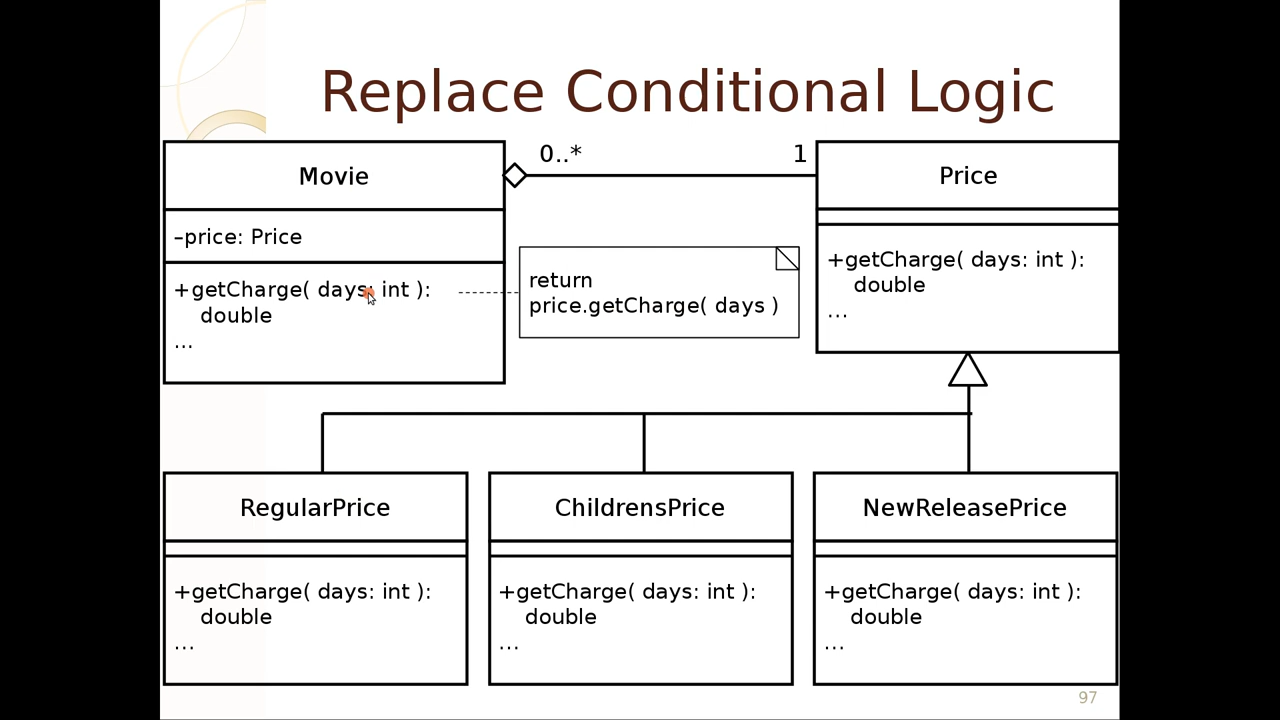 Replace Conditional Logic
Movie
0..*
1
Price
–price: Price
+getCharge( days: int ):
double
...
return
price.getCharge( days )
+getCharge( days: int ):
double
...
RegularPrice
ChildrensPrice
NewReleasePrice
+getCharge( days: int ):
double
...
+getCharge( days: int ):
double
...
+getCharge( days: int ):
double
...
97